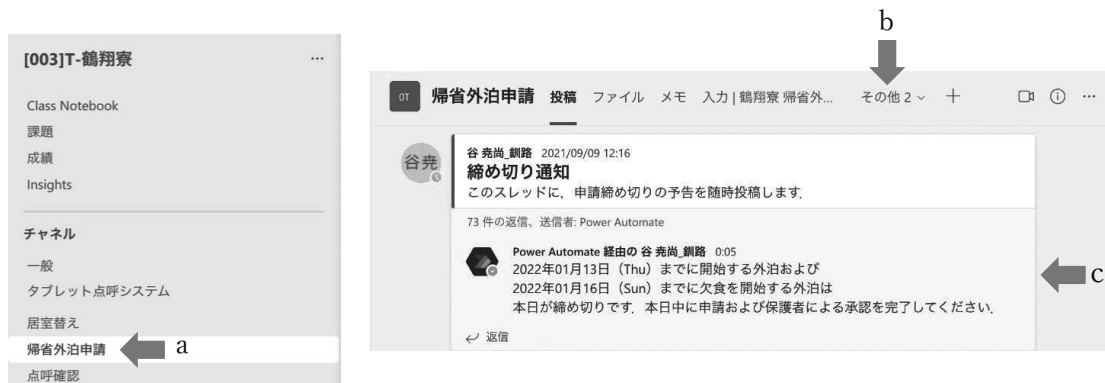 [003]T-鶴翔寮
Class Notebook
課題
成績
Insights
チャネル
一般
タブレット点呼システム
居室替え
帰省外泊申請
a
点呼確認
b
OT 帰省外泊申請 投稿 ファイル メモ 入力 | 鶴翔寮 帰省外... その他 2
谷尭
谷 尭尚_釧路 2021/09/09 12:16
締め切り通知
このスレッドに，申請締め切りの予告を随時投稿します．
73 件の返信、送信者: Power Automate
Power Automate 経由の 谷 尭尚_釧路 0:05
2022年01月13日（Thu）までに開始する外泊および
2022年01月16日（Sun）までに欠食を開始する外泊は
本日が締め切りです．本日中に申請および保護者による承認を完了してください．
返信
c